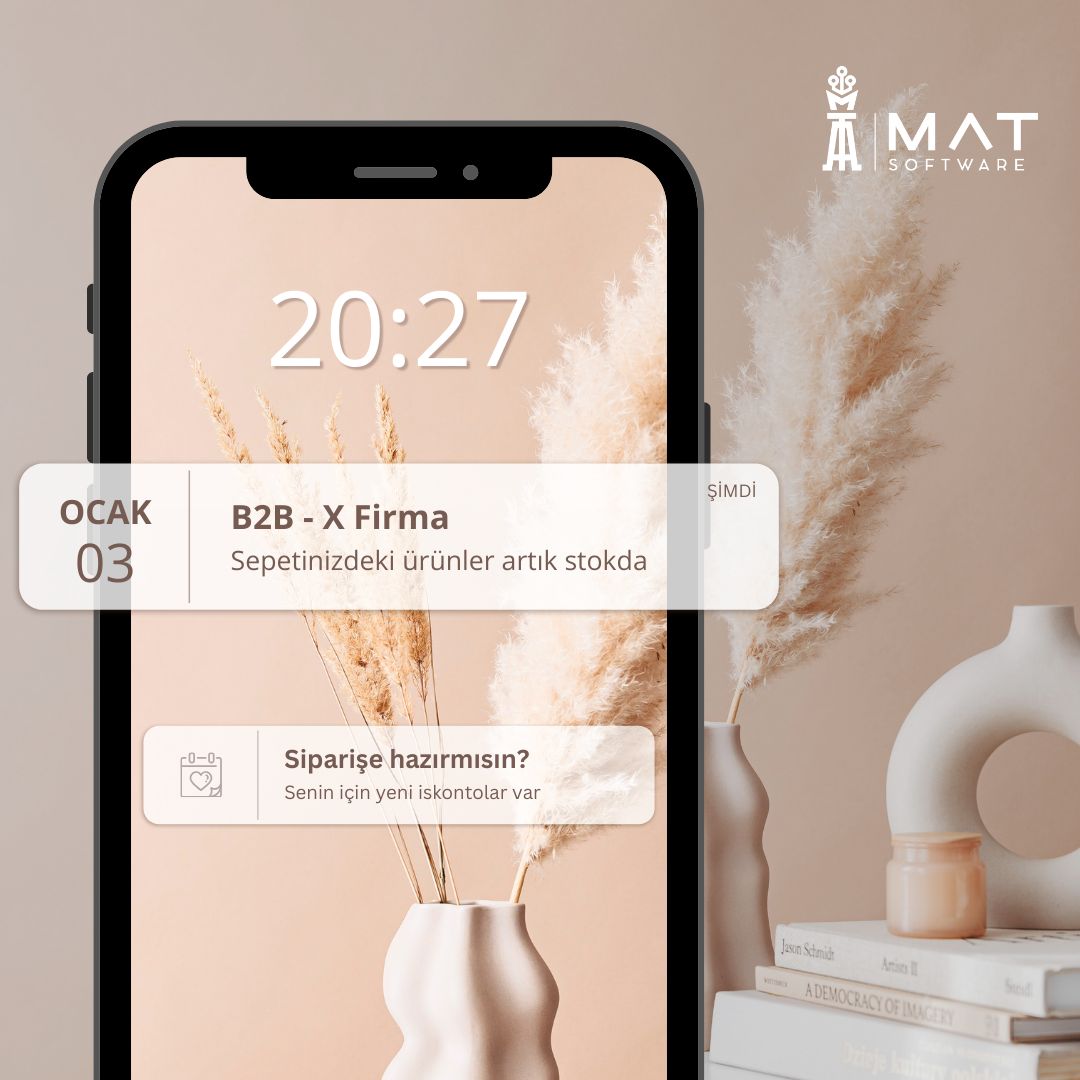 MAT
SOFTWARE
20:27
OCAK
03
B2B - X Firma
ŞİMDİ
Sepetinizdeki ürünler artık stokda
Siparişe hazırmısın?
Senin için yeni iskontolar var
Jason Schmidt
Artists II
A DEMOCRACY OF IMAGERY
Dzieje kultury polskiej